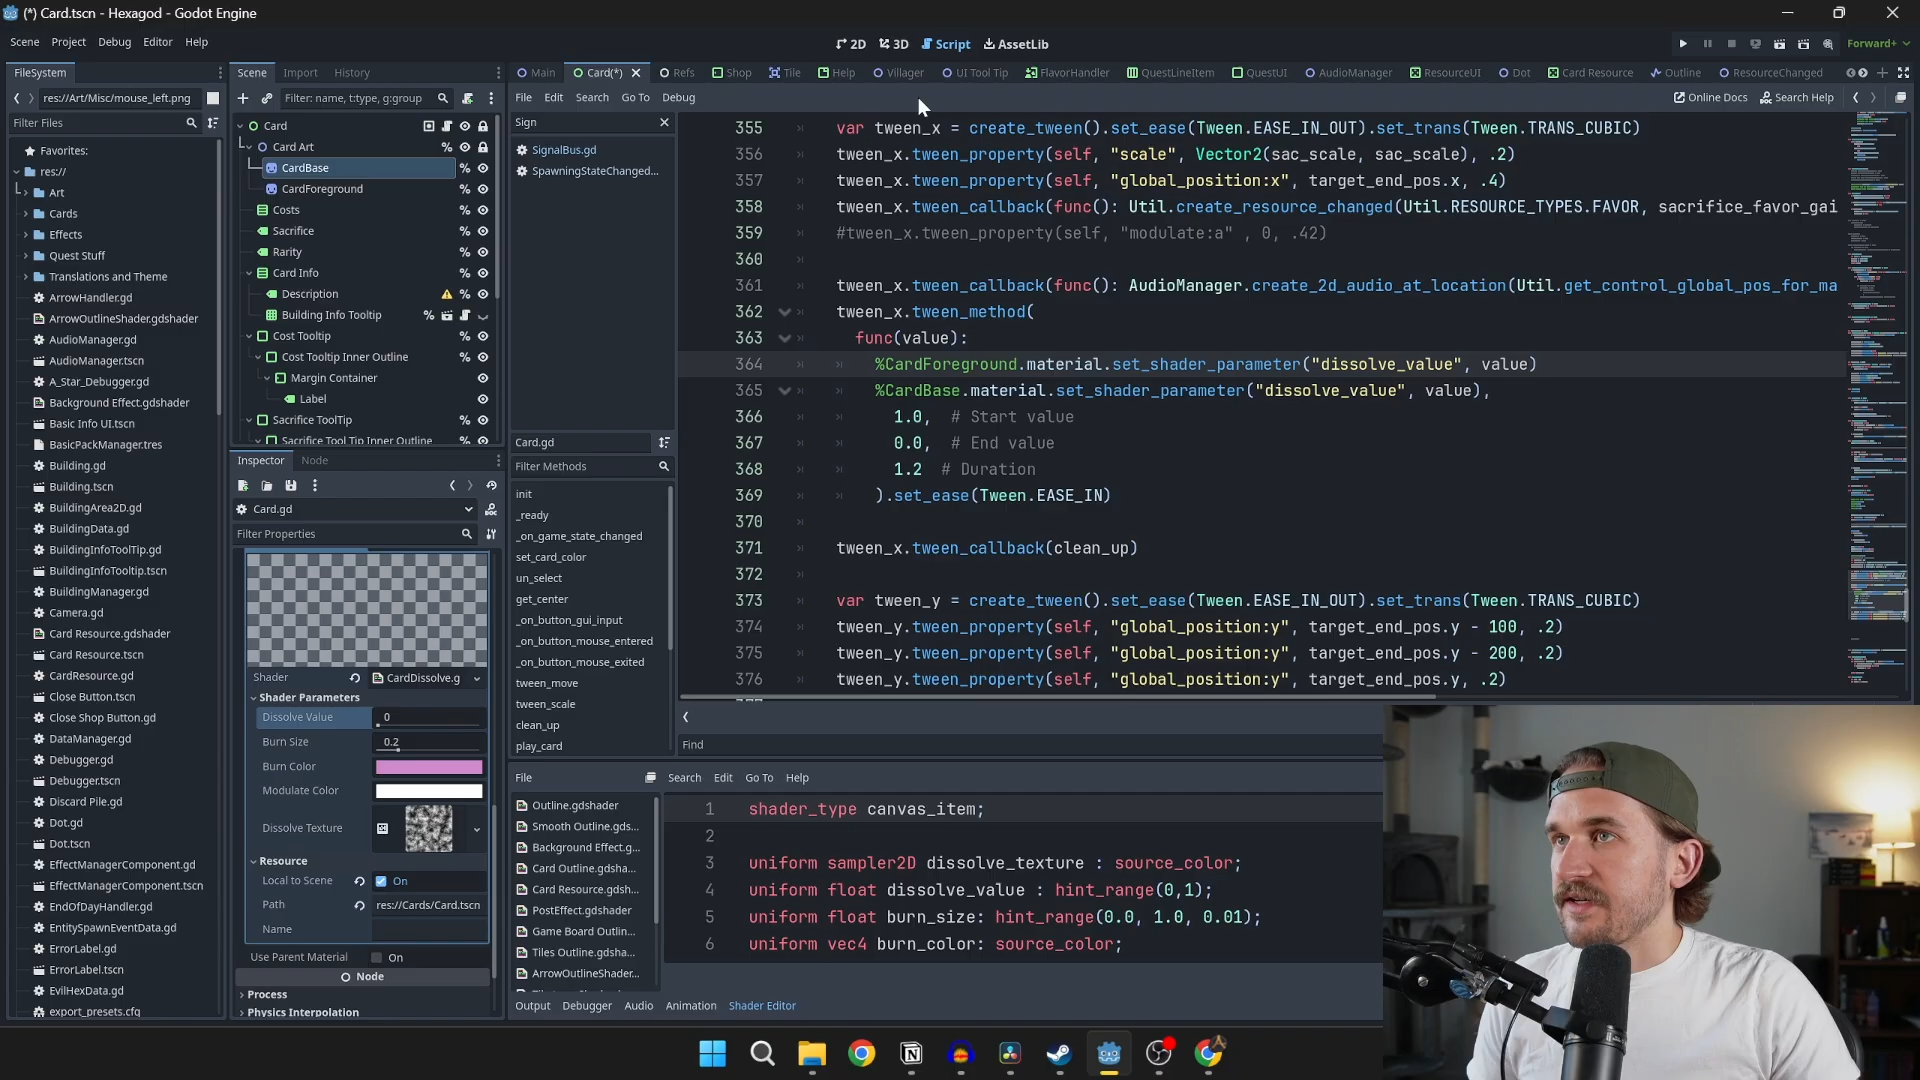 (*) Card.tscn - Hexagod - Godot Engine
Scene Project Debug Editor Help
2D 3D Script AssetLib
Forward+
FileSystem
res://Art/Misc/mouse_left.png
Filter Files
Favorites:
res://
Art
Cards
Effects
Quest Stuff
Translations and Theme
ArrowHandler.gd
ArrowOutlineShader.gdshader
AudioManager.gd
AudioManager.tscn
A_Star_Debugger.gd
Background Effect.gdshader
Basic Info UI.tscn
BasicPackManager.tres
Building.gd
Building.tscn
BuildingArea2D.gd
BuildingData.gd
BuildingInfoToolTip.gd
BuildingInfoTooltip.tscn
BuildingManager.gd
Camera.gd
Card Resource.gdshader
Card Resource.tscn
CardResource.gd
Close Button.tscn
Close Shop Button.gd
DataManager.gd
Debugger.gd
Debugger.tscn
Discard Pile.gd
Dot.gd
Dot.tscn
EffectManagerComponent.gd
EffectManagerComponent.tscn
EndOfDayHandler.gd
EntitySpawnEventData.gd
ErrorLabel.gd
ErrorLabel.tscn
EvilHexData.gd
export_presets.cfg
Scene Import History
Filter: name, t:type, g:group
Card
Card Art
CardBase
CardForeground
Costs
Sacrifice
Rarity
Card Info
Description
Building Info Tooltip
Cost Tooltip
Cost Tooltip Inner Outline
Margin Container
Label
Sacrifice ToolTip
Sacrifice Tool Tip Inner Outline
Inspector Node
Card.gd
Filter Properties
Shader CardDissolve.g
Shader Parameters
Dissolve Value 0
Burn Size 0.2
Burn Color
Modulate Color
Dissolve Texture
Resource
Local to Scene On
Path res://Cards/Card.tscn
Name
Use Parent Material On
Node
Process
Physics Interpolation
Main Card(*) Refs Shop Tile Help Villager UI Tool Tip FlavorHandler QuestLineItem QuestUI AudioManager ResourceUI Dot Card Resource Outline ResourceChanged
File Edit Search Go To Debug
Online Docs Search Help
Sign
SignalBus.gd
SpawningStateChanged...
Card.gd
Filter Methods
init
_ready
_on_game_state_changed
set_card_color
un_select
get_center
_on_button_gui_input
_on_button_mouse_entered
_on_button_mouse_exited
tween_move
tween_scale
clean_up
play_card
355 var tween_x = create_tween().set_ease(Tween.EASE_IN_OUT).set_trans(Tween.TRANS_CUBIC)
356 tween_x.tween_property(self, "scale", Vector2(sac_scale, sac_scale), .2)
357 tween_x.tween_property(self, "global_position:x", target_end_pos.x, .4)
358 tween_x.tween_callback(func(): Util.create_resource_changed(Util.RESOURCE_TYPES.FAVOR, sacrifice_favor_gai
359 #tween_x.tween_property(self, "modulate:a" , 0, .42)
360
361 tween_x.tween_callback(func(): AudioManager.create_2d_audio_at_location(Util.get_control_global_pos_for_ma
362 tween_x.tween_method(
363 func(value):
364 %CardForeground.material.set_shader_parameter("dissolve_value", value)
365 %CardBase.material.set_shader_parameter("dissolve_value", value),
366 1.0, # Start value
367 0.0, # End value
368 1.2 # Duration
369 ).set_ease(Tween.EASE_IN)
370
371 tween_x.tween_callback(clean_up)
372
373 var tween_y = create_tween().set_ease(Tween.EASE_IN_OUT).set_trans(Tween.TRANS_CUBIC)
374 tween_y.tween_property(self, "global_position:y", target_end_pos.y - 100, .2)
375 tween_y.tween_property(self, "global_position:y", target_end_pos.y - 200, .2)
376 tween_y.tween_property(self, "global_position:y", target_end_pos.y, .2)
Find
File Search Edit Go To Help
Outline.gdshader
Smooth Outline.gds...
Background Effect.g...
Card Outline.gdsha...
Card Resource.gdsh...
PostEffect.gdshader
Game Board Outlin...
Tiles Outline.gdsha...
ArrowOutlineShader...
1 shader_type canvas_item;
2
3 uniform sampler2D dissolve_texture : source_color;
4 uniform float dissolve_value : hint_range(0,1);
5 uniform float burn_size: hint_range(0.0, 1.0, 0.01);
6 uniform vec4 burn_color: source_color;
Output Debugger Audio Animation Shader Editor